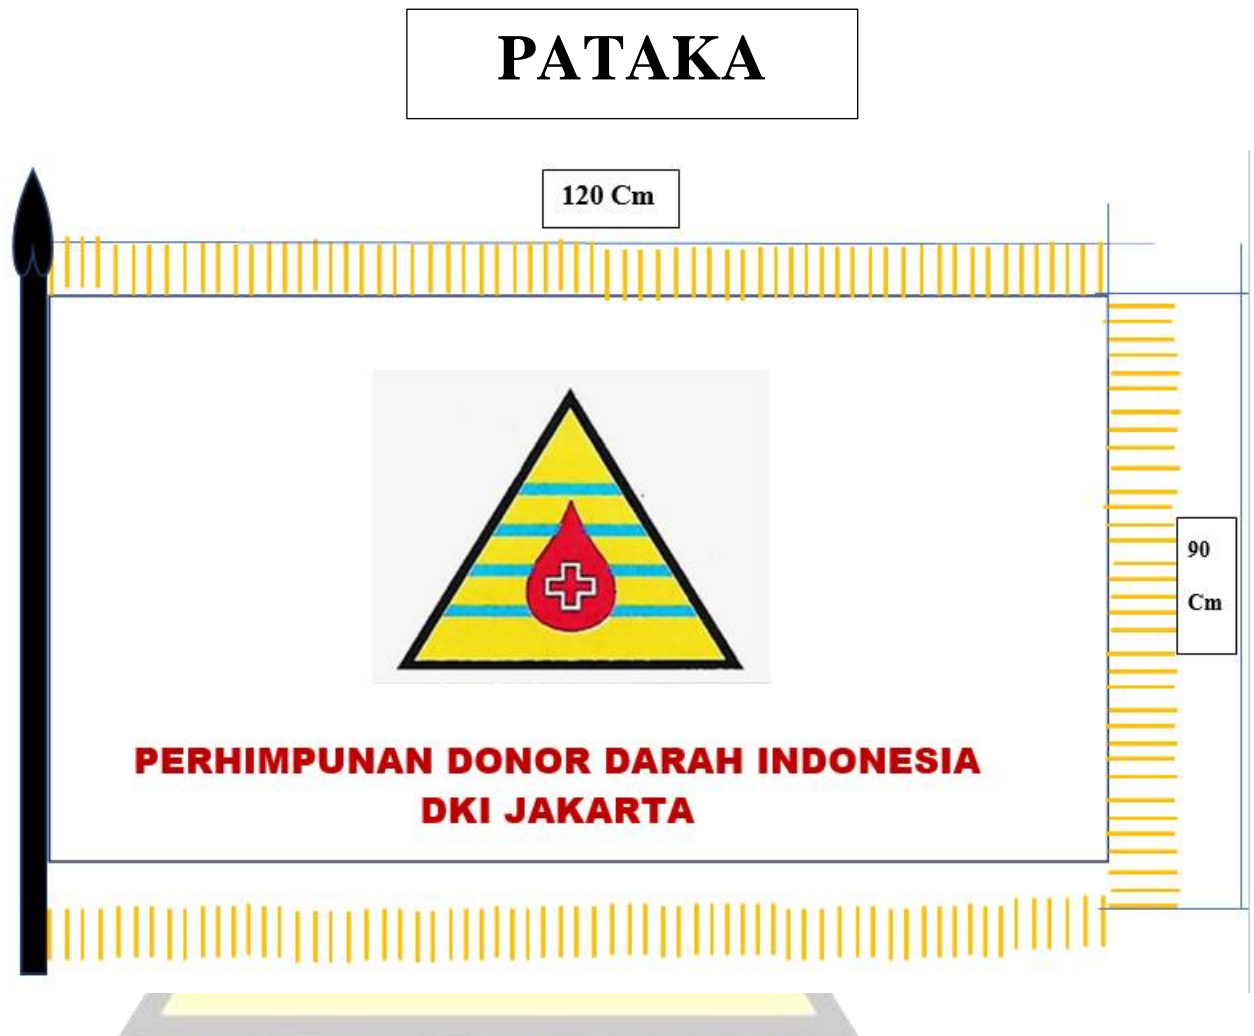 PATAKA
120 Cm
90
Cm
PERHIMPUNAN DONOR DARAH INDONESIA
DKI JAKARTA